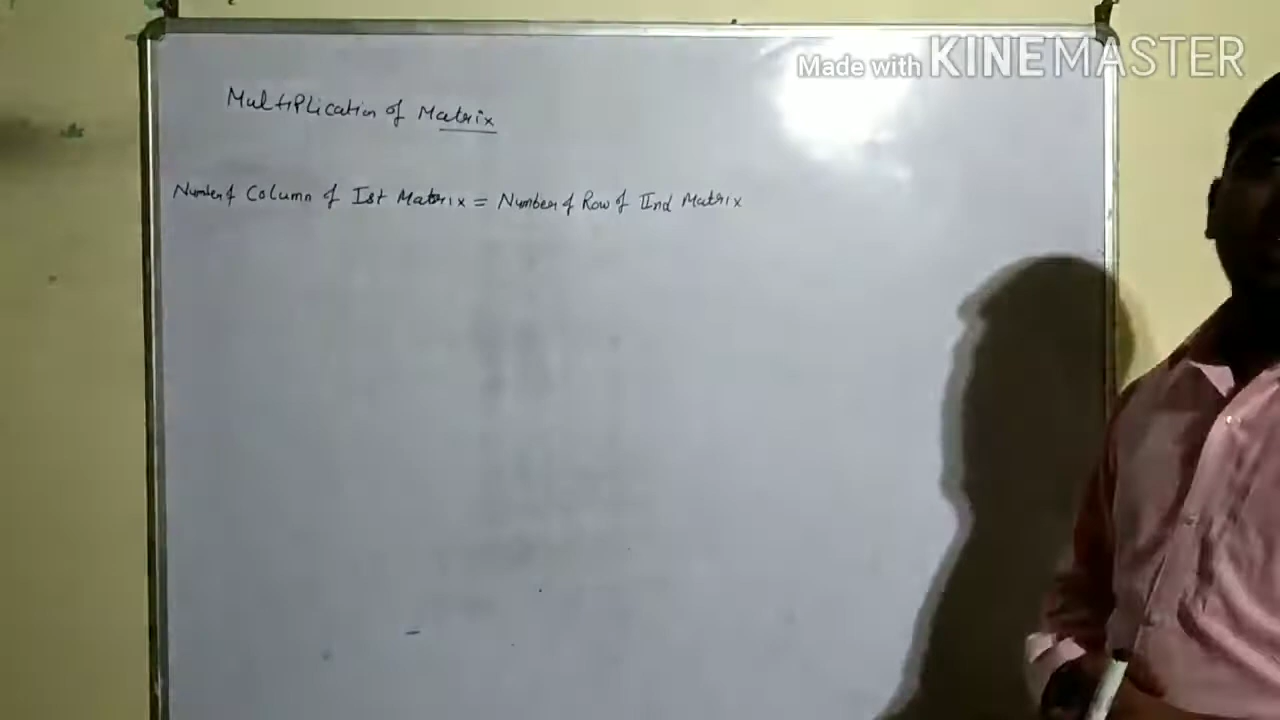 Made with KINEMASTER
Multiplication of Matrix
Number of Column of Ist Matrix = Number of Row of IInd Matrix